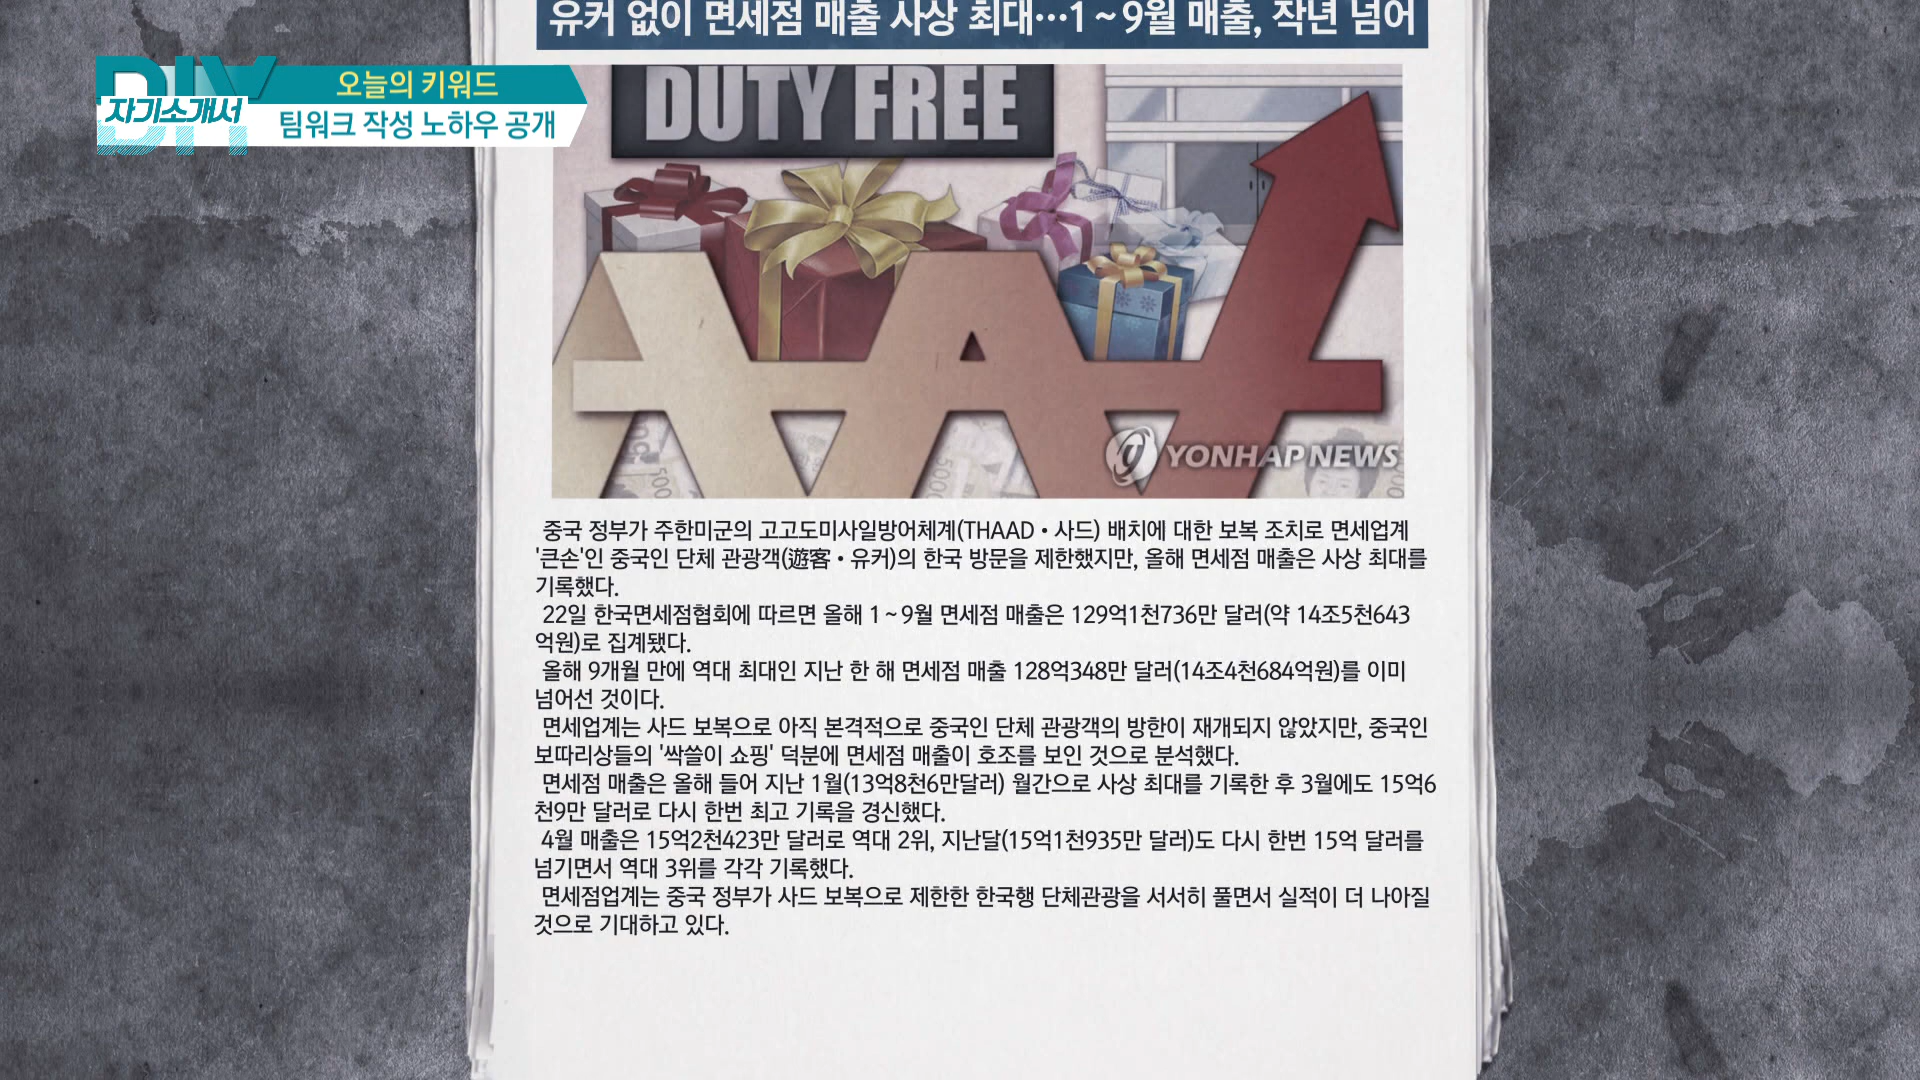 유커 없이 면세점 매출 사상 최대…1~9월 매출, 작년 넘어
DIY
자기소개서
오늘의 키워드
팀워크 작성 노하우 공개
DUTY FREE
YONHAP NEWS
중국 정부가 주한미군의 고고도미사일방어체계(THAAD·사드) 배치에 대한 보복 조치로 면세업계
'큰손'인 중국인 단체 관광객(遊客·유커)의 한국 방문을 제한했지만, 올해 면세점 매출은 사상 최대를
기록했다.
22일 한국면세점협회에 따르면 올해 1~9월 면세점 매출은 129억1천736만 달러(약 14조5천643
억원)로 집계됐다.
올해 9개월 만에 역대 최대인 지난 한 해 면세점 매출 128억348만 달러(14조4천684억원)를 이미
넘어선 것이다.
면세업계는 사드 보복으로 아직 본격적으로 중국인 단체 관광객의 방한이 재개되지 않았지만, 중국인
보따리상들의 '싹쓸이 쇼핑' 덕분에 면세점 매출이 호조를 보인 것으로 분석했다.
면세점 매출은 올해 들어 지난 1월(13억8천6만달러) 월간으로 사상 최대를 기록한 후 3월에도 15억6
천9만 달러로 다시 한번 최고 기록을 경신했다.
4월 매출은 15억2천423만 달러로 역대 2위, 지난달(15억1천935만 달러)도 다시 한번 15억 달러를
넘기면서 역대 3위를 각각 기록했다.
면세점업계는 중국 정부가 사드 보복으로 제한한 한국행 단체관광을 서서히 풀면서 실적이 더 나아질
것으로 기대하고 있다.